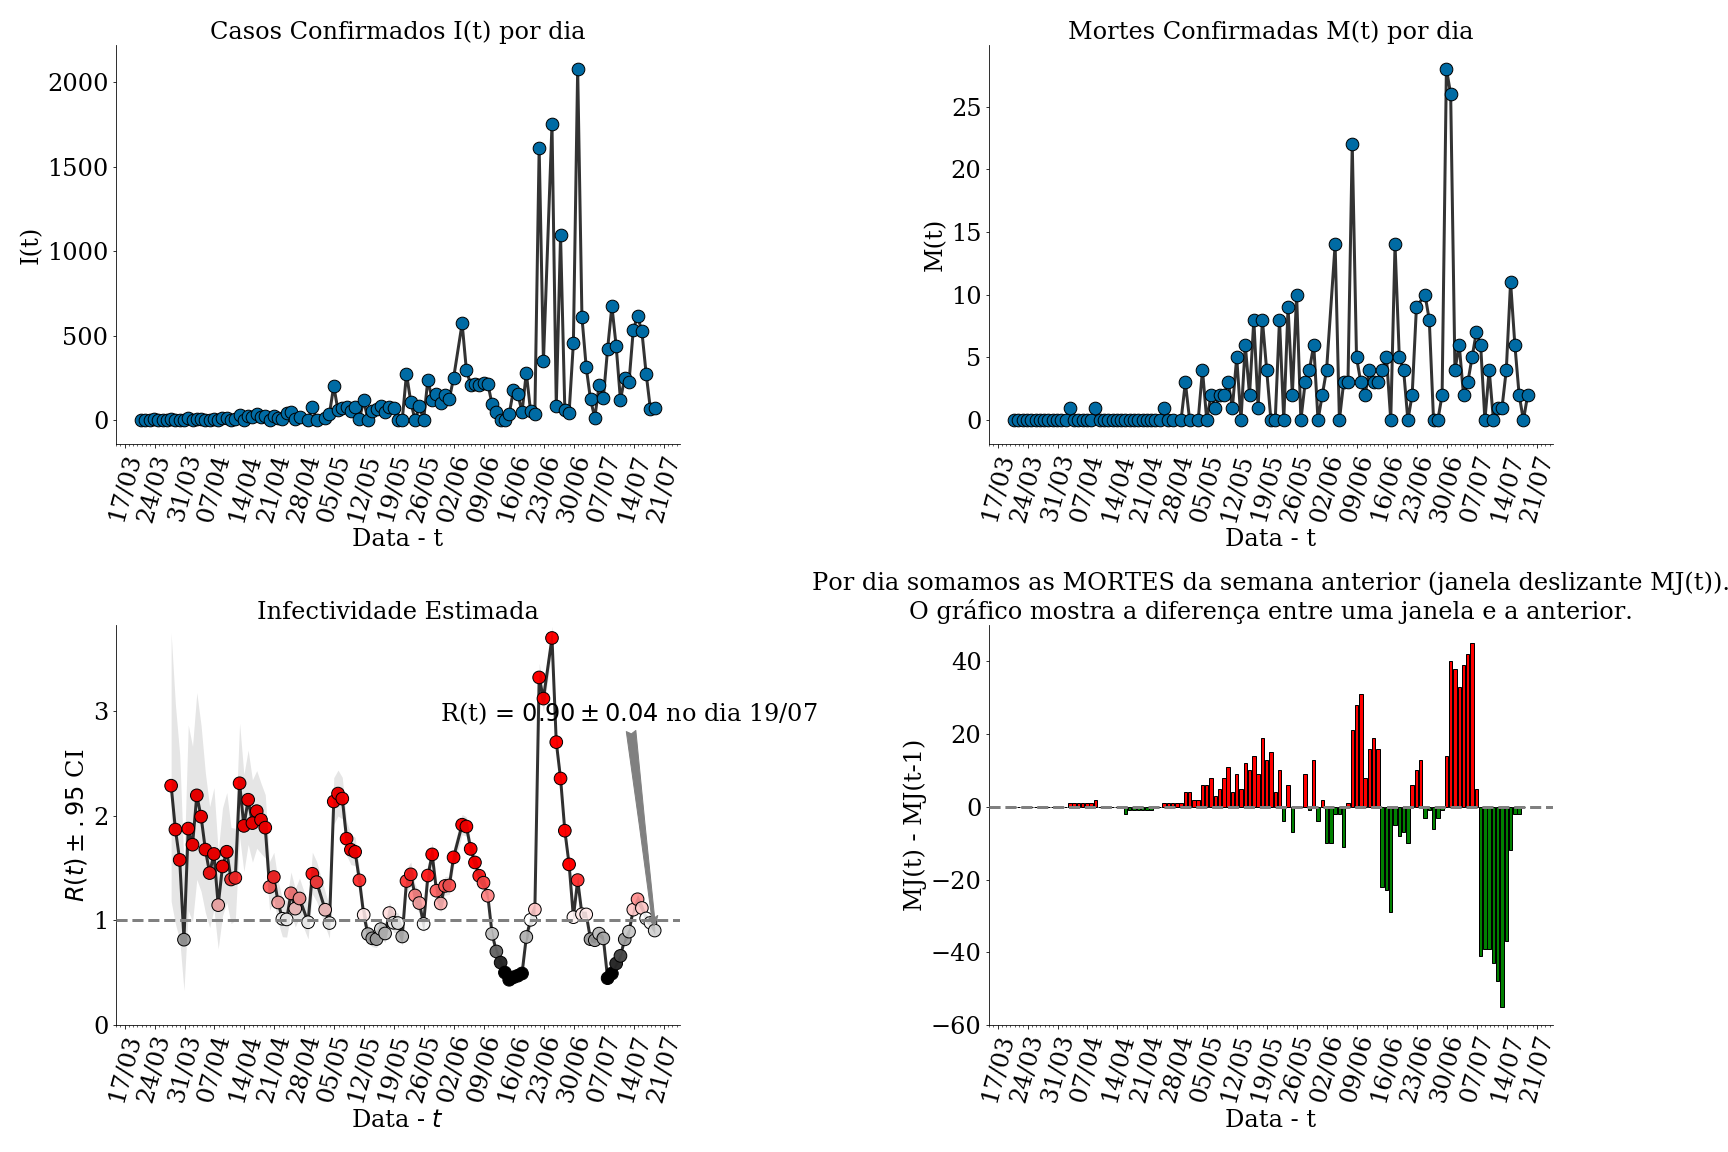 Casos Confirmados I(t) por dia
I(t)
2000
1500
1000
500
0
17/03 24/03 31/03 07/04 14/04 21/04 28/04 05/05 12/05 19/05 26/05 02/06 09/06 16/06 23/06 30/06 07/07 14/07 21/07
Data - t
Mortes Confirmadas M(t) por dia
M(t)
25
20
15
10
5
0
17/03 24/03 31/03 07/04 14/04 21/04 28/04 05/05 12/05 19/05 26/05 02/06 09/06 16/06 23/06 30/06 07/07 14/07 21/07
Data - t
Infectividade Estimada
R(t) ± .95 CI
3
2
1
0
R(t) = 0.90 ± 0.04 no dia 19/07
17/03 24/03 31/03 07/04 14/04 21/04 28/04 05/05 12/05 19/05 26/05 02/06 09/06 16/06 23/06 30/06 07/07 14/07 21/07
Data - t
Por dia somamos as MORTES da semana anterior (janela deslizante MJ(t)).
O gráfico mostra a diferença entre uma janela e a anterior.
MJ(t) - MJ(t-1)
40
20
0
−20
−40
−60
17/03 24/03 31/03 07/04 14/04 21/04 28/04 05/05 12/05 19/05 26/05 02/06 09/06 16/06 23/06 30/06 07/07 14/07 21/07
Data - t